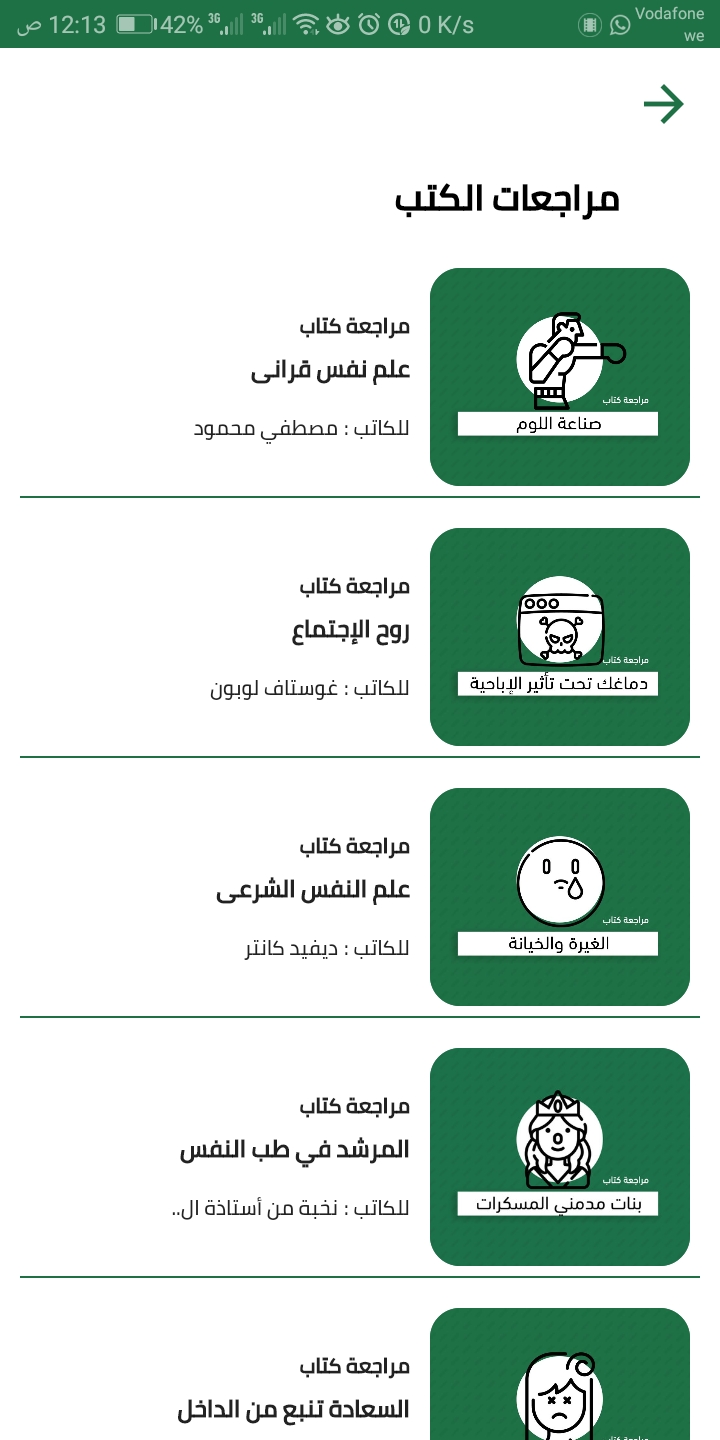 12:13 ص
42%
3G
3G
0 K/s
Vodafone
we
مراجعات الكتب
مراجعة كتاب
علم نفس قرانى
للكاتب : مصطفي محمود
مراجعة كتاب
صناعة اللوم
مراجعة كتاب
روح الإجتماع
للكاتب : غوستاف لوبون
مراجعة كتاب
دماغك تحت تأثير الإباحية
مراجعة كتاب
علم النفس الشرعى
للكاتب : ديفيد كانتر
مراجعة كتاب
الغيرة والخيانة
مراجعة كتاب
المرشد في طب النفس
للكاتب : نخبة من أستاذة ال..
مراجعة كتاب
بنات مدمني المسكرات
مراجعة كتاب
السعادة تنبع من الداخل